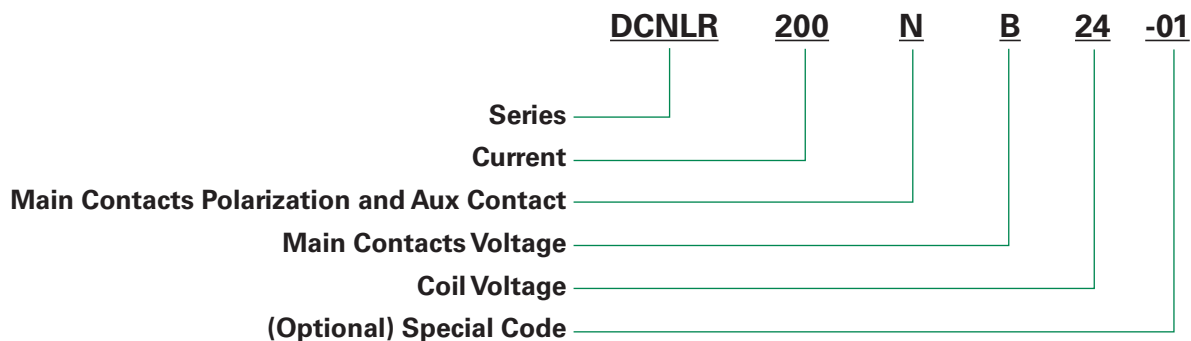 DCNLR 200 N B 24 -01
Series
Current
Main Contacts Polarization and Aux Contact
Main Contacts Voltage
Coil Voltage
(Optional) Special Code